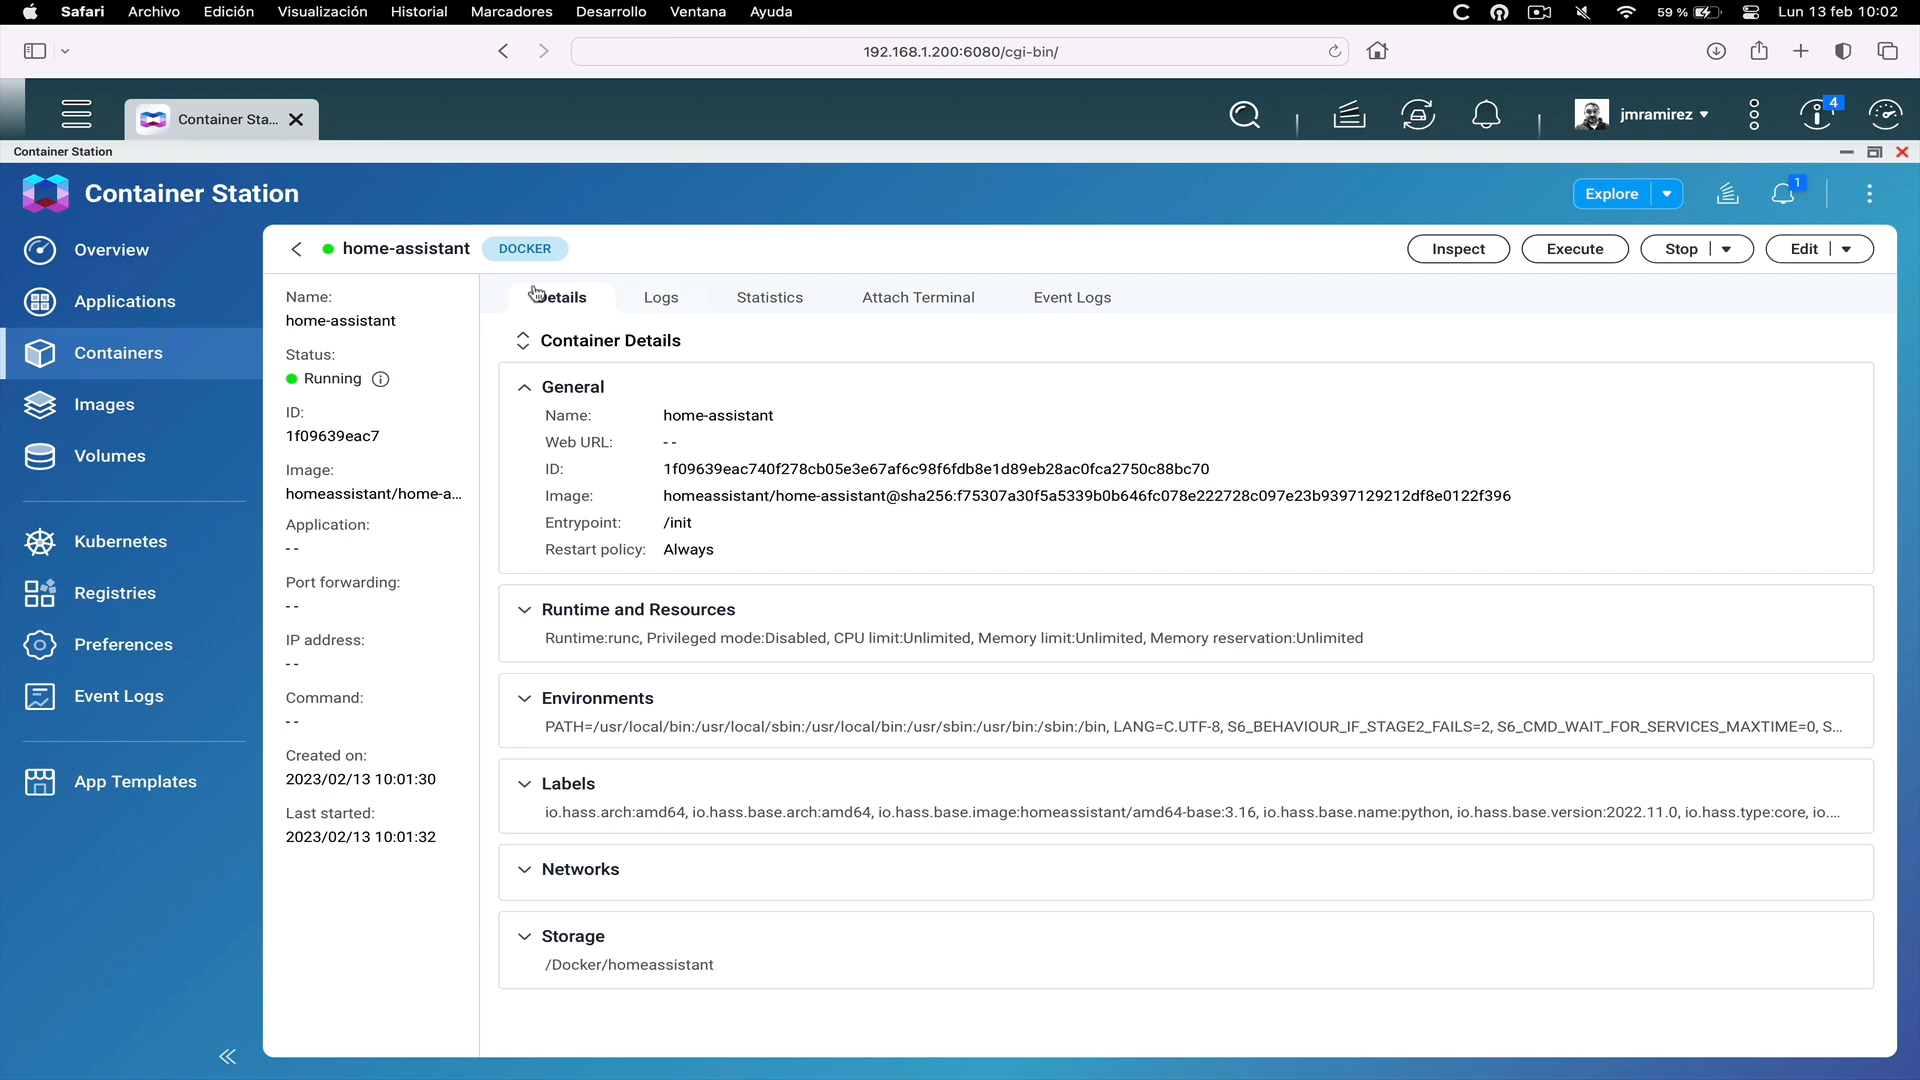 Safari Archivo Edición Visualización Historial Marcadores Desarrollo Ventana Ayuda
59 % Lun 13 feb 10:02
192.168.1.200:6080/cgi-bin/
Container Sta...
jmramirez
4
Container Station
Container Station
Explore
1
Overview
Applications
Containers
Images
Volumes
Kubernetes
Registries
Preferences
Event Logs
App Templates
home-assistant DOCKER
Inspect Execute Stop Edit
Name:
home-assistant
Status:
Running
ID:
1f09639eac7
Image:
homeassistant/home-a...
Application:
--
Port forwarding:
--
IP address:
--
Command:
--
Created on:
2023/02/13 10:01:30
Last started:
2023/02/13 10:01:32
Details Logs Statistics Attach Terminal Event Logs
Container Details
General
Name: home-assistant
Web URL: --
ID: 1f09639eac740f278cb05e3e67af6c98f6fdb8e1d89eb28ac0fca2750c88bc70
Image: homeassistant/home-assistant@sha256:f75307a30f5a5339b0b646fc078e222728c097e23b9397129212df8e0122f396
Entrypoint: /init
Restart policy: Always
Runtime and Resources
Runtime:runc, Privileged mode:Disabled, CPU limit:Unlimited, Memory limit:Unlimited, Memory reservation:Unlimited
Environments
PATH=/usr/local/bin:/usr/local/sbin:/usr/local/bin:/usr/sbin:/usr/bin:/sbin:/bin, LANG=C.UTF-8, S6_BEHAVIOUR_IF_STAGE2_FAILS=2, S6_CMD_WAIT_FOR_SERVICES_MAXTIME=0, S...
Labels
io.hass.arch:amd64, io.hass.base.arch:amd64, io.hass.base.image:homeassistant/amd64-base:3.16, io.hass.base.name:python, io.hass.base.version:2022.11.0, io.hass.type:core, io....
Networks
Storage
/Docker/homeassistant